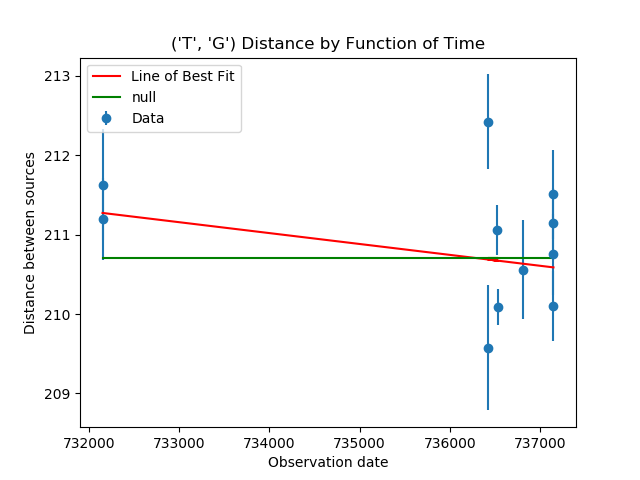 ('T', 'G') Distance by Function of Time
Line of Best Fit
null
Data
Distance between sources
213
212
211
210
209
732000 733000 734000 735000 736000 737000
Observation date